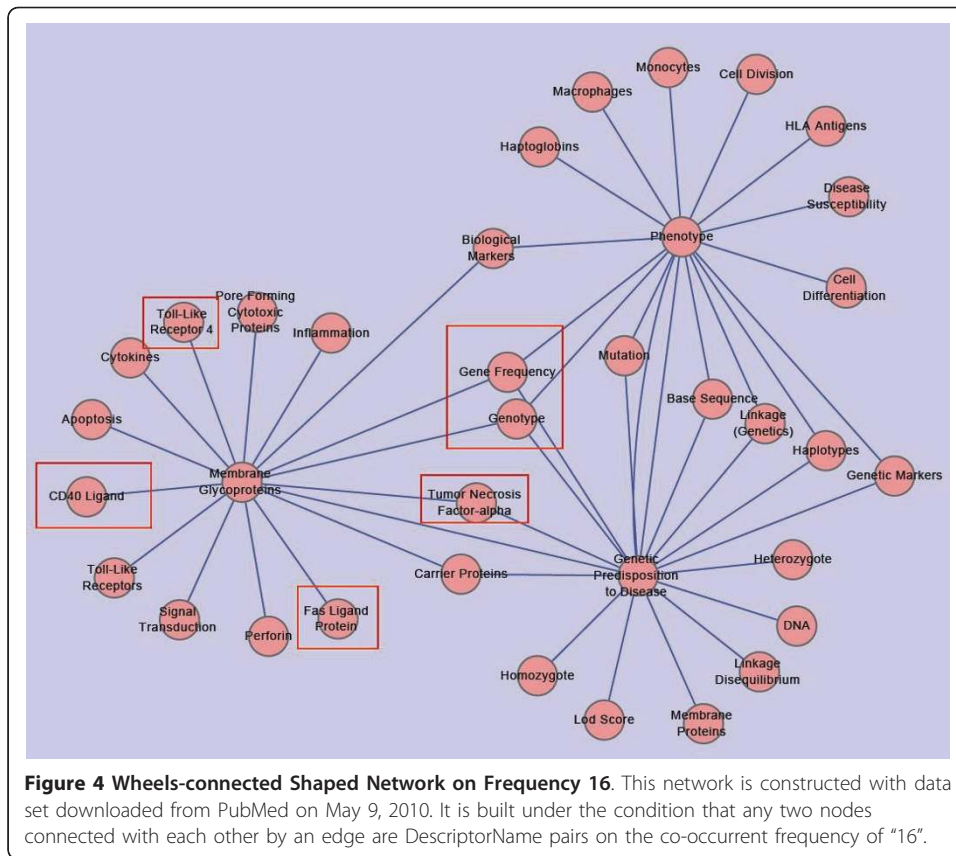 Monocytes
Cell Division
Macrophages
HLA Antigens
Haptoglobins
Disease
Susceptibility
Phenotype
Biological
Markers
Cell
Differentiation
Pore Forming
Cytotoxic
Proteins
Toll-Like
Receptor 4
Inflammation
Cytokines
Mutation
Gene Frequency
Base Sequence
Apoptosis
Genotype
Linkage
(Genetics)
Haplotypes
Genetic Markers
Membrane
Glycoproteins
CD40 Ligand
Tumor Necrosis
Factor-alpha
Toll-Like
Receptors
Carrier Proteins
Genetic
Predisposition
to Disease
Heterozygote
Signal
Transduction
Perforin
Fas Ligand
Protein
DNA
Homozygote
Linkage
Disequilibrium
Lod Score
Membrane
Proteins
Figure 4 Wheels-connected Shaped Network on Frequency 16. This network is constructed with data
set downloaded from PubMed on May 9, 2010. It is built under the condition that any two nodes
connected with each other by an edge are DescriptorName pairs on the co-occurrent frequency of "16".